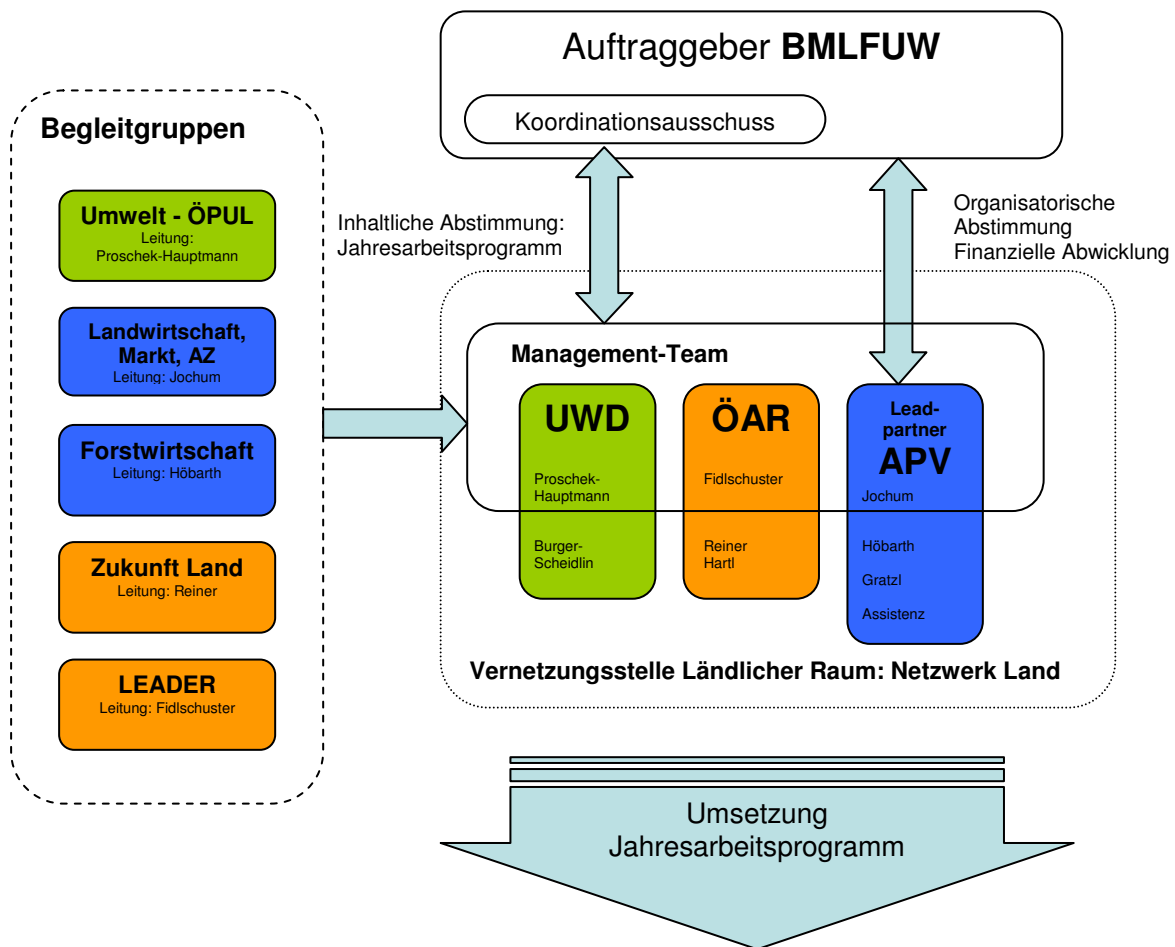 Auftraggeber BMLFUW
Koordinationsausschuss
Begleitgruppen
Umwelt - ÖPUL
Leitung:
Proschek-Hauptmann
Landwirtschaft,
Markt, AZ
Leitung: Jochum
Forstwirtschaft
Leitung: Höbarth
Zukunft Land
Leitung: Reiner
LEADER
Leitung: Fidlschuster
Inhaltliche Abstimmung:
Jahresarbeitsprogramm
Organisatorische
Abstimmung
Finanzielle Abwicklung
Management-Team
UWD
Proschek-
Hauptmann
Burger-
Scheidlin
ÖAR
Fidlschuster
Reiner
Hartl
Lead-
partner
APV
Jochum
Höbarth
Gratzl
Assistenz
Vernetzungsstelle Ländlicher Raum: Netzwerk Land
Umsetzung
Jahresarbeitsprogramm